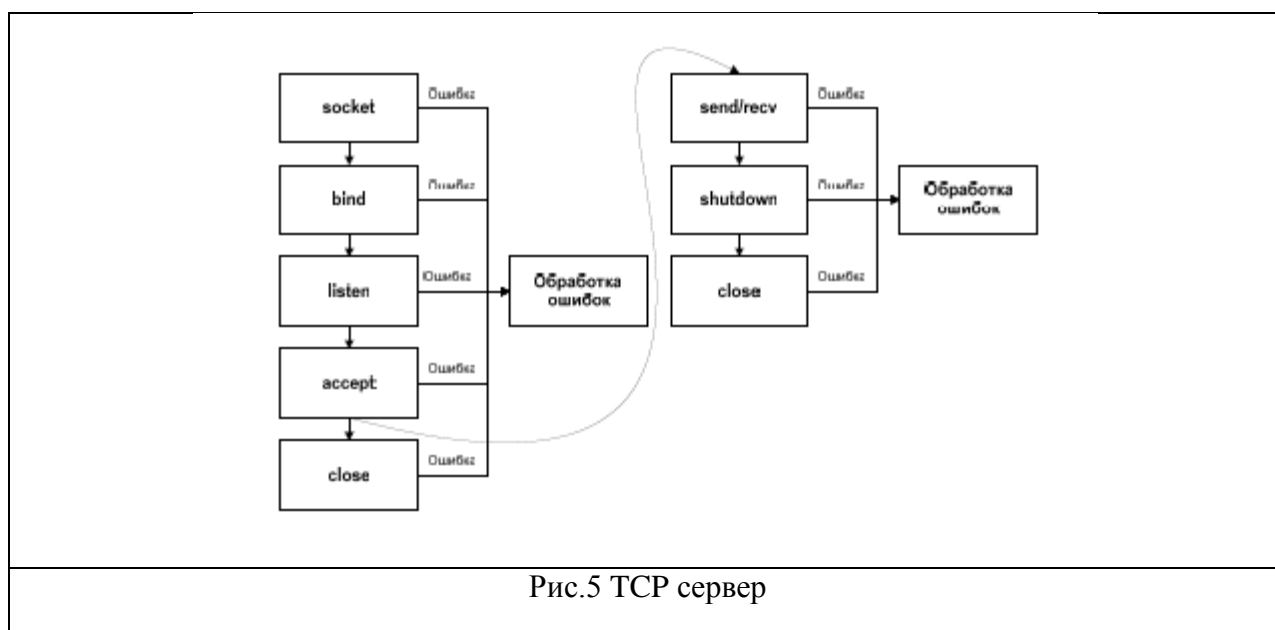 socket
Ошибка
bind
Ошибка
listen
Ошибка
accept
Ошибка
close
Ошибка
Обработка
ошибок
send/recv
Ошибка
shutdown
Ошибка
close
Ошибка
Обработка
ошибок
Рис.5 TCP сервер